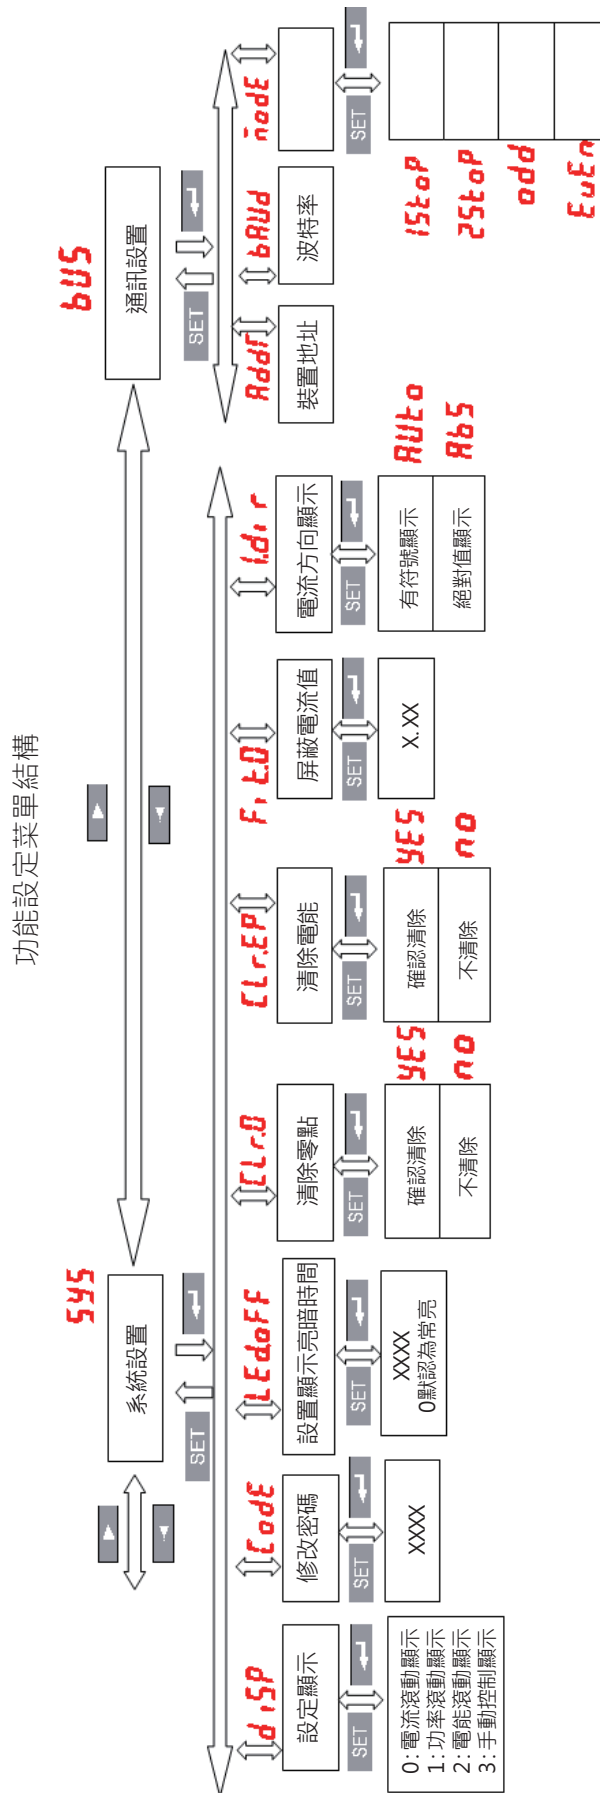 功能設定菜單結構
SYS
系統設置
SET
bUS
通訊設置
SET
diSP
設定顯示
SET
0:電流滾動顯示
1:功率滾動顯示
2:電能滾動顯示
3:手動控制顯示
CodE
修改密碼
SET
XXXX
LEd.oFF
設置顯示亮暗時間
SET
XXXX
0默認為常亮
CLr.0
清除零點
SET
確認清除
YES
不清除
no
CLr.EP
清除電能
SET
確認清除
YES
不清除
no
Fit.0
屏蔽電流值
SET
X.XX
I.dir
電流方向顯示
SET
有符號顯示
AUto
絕對值顯示
AbS
Addr
裝置地址
bAUd
波特率
modE
SET
1StoP
2StoP
odd
EvEn